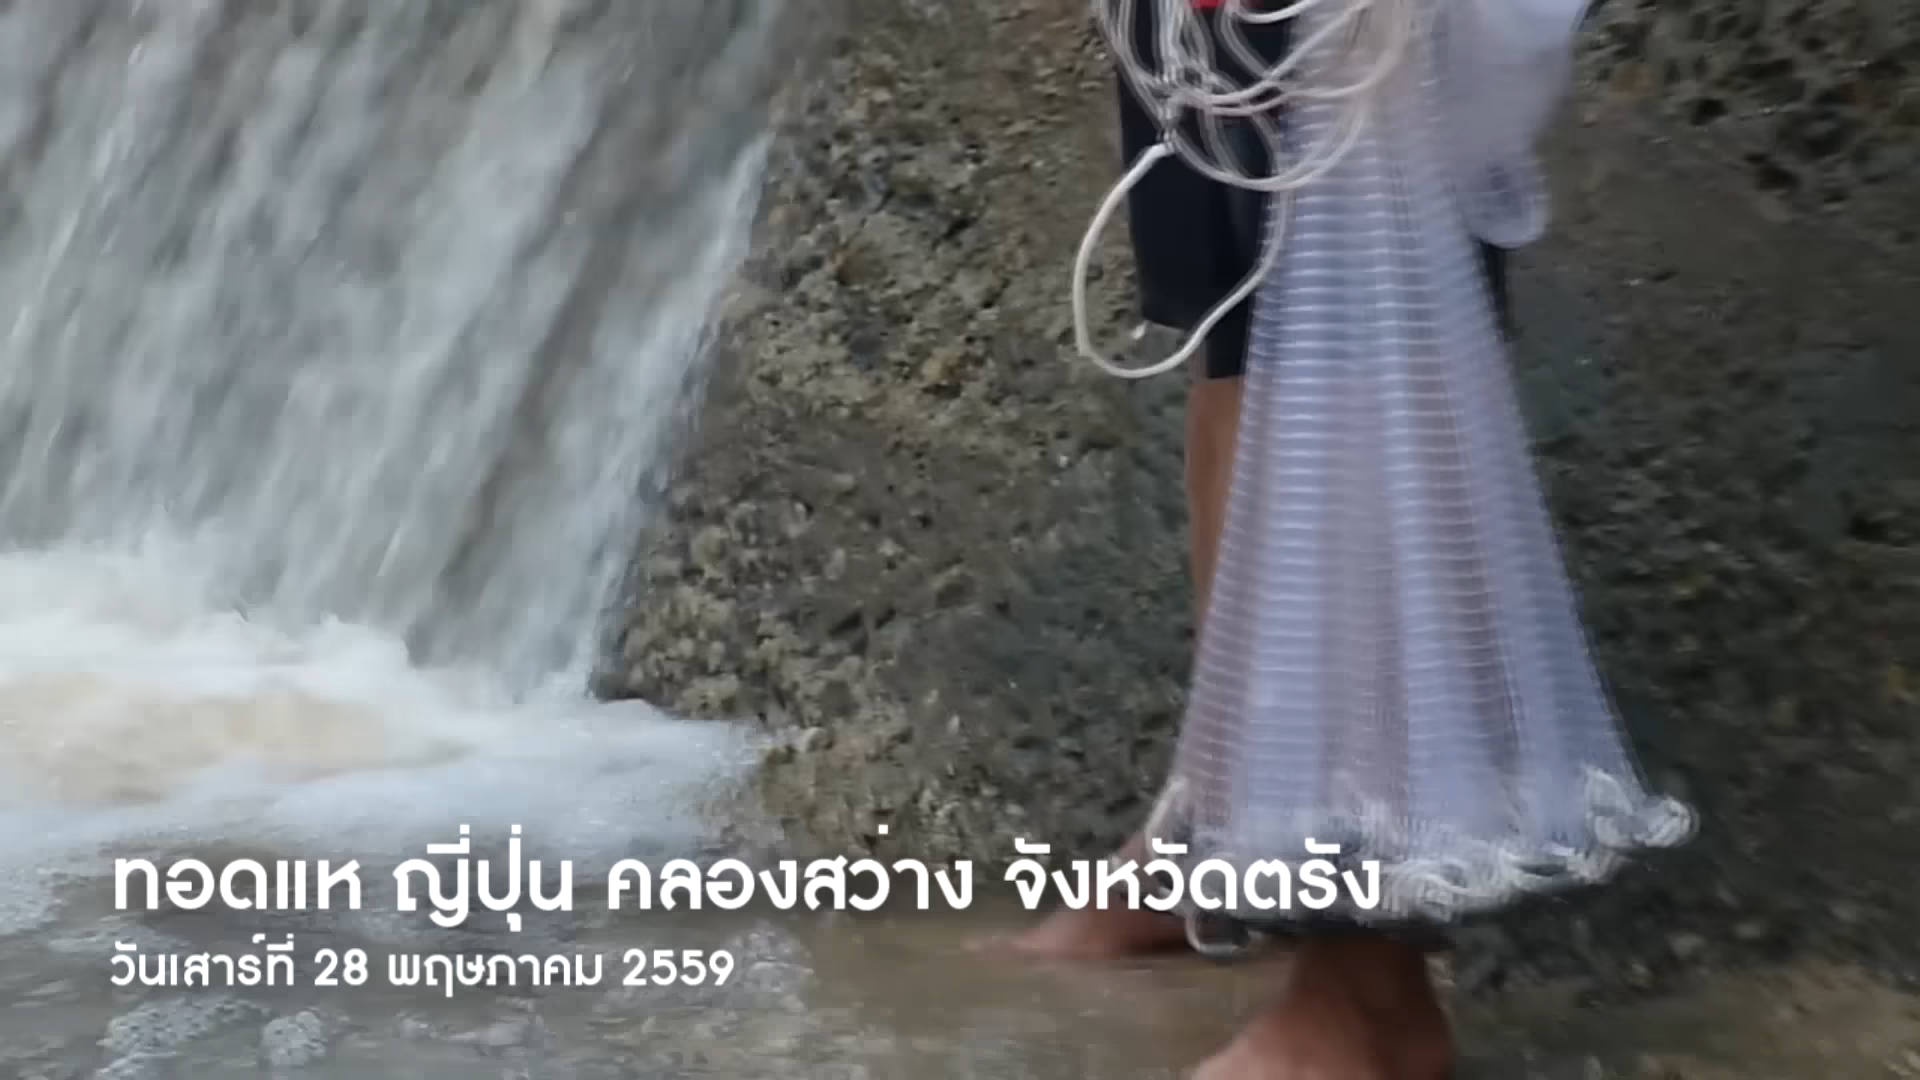 ทอดแห ญี่ปุ่น คลองสว่าง จังหวัดตรัง
วันเสาร์ที่ 28 พฤษภาคม 2559